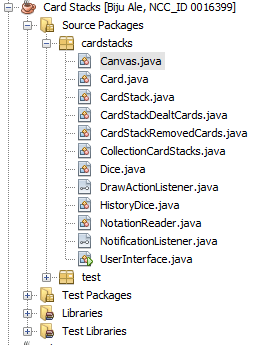 Card Stacks [Biju Ale, NCC_ID 0016399]
Source Packages
cardstacks
Canvas.java
Card.java
CardStack.java
CardStackDealtCards.java
CardStackRemovedCards.java
CollectionCardStacks.java
Dice.java
DrawActionListener.java
HistoryDice.java
NotationReader.java
NotificationListener.java
UserInterface.java
test
Test Packages
Libraries
Test Libraries